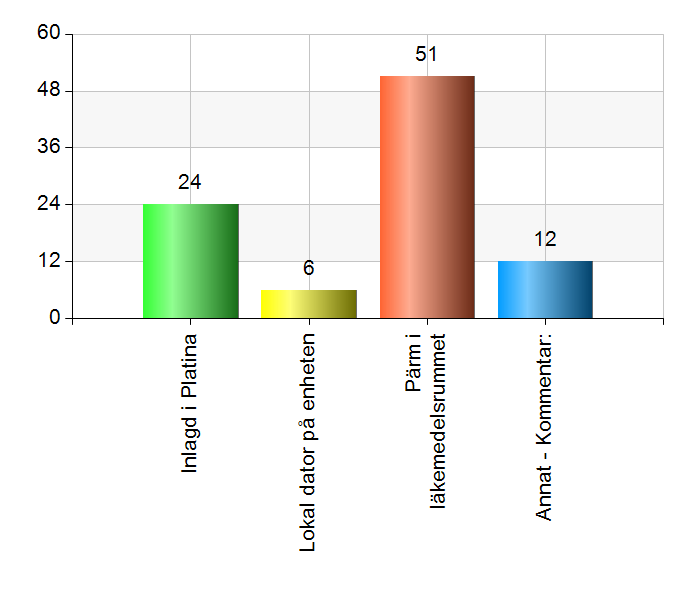 60
48
36
24
12
0
24
6
51
12
Inlagd i Platina
Lokal dator på enheten
Pärm i
läkemedelsrummet
Annat - Kommentar: